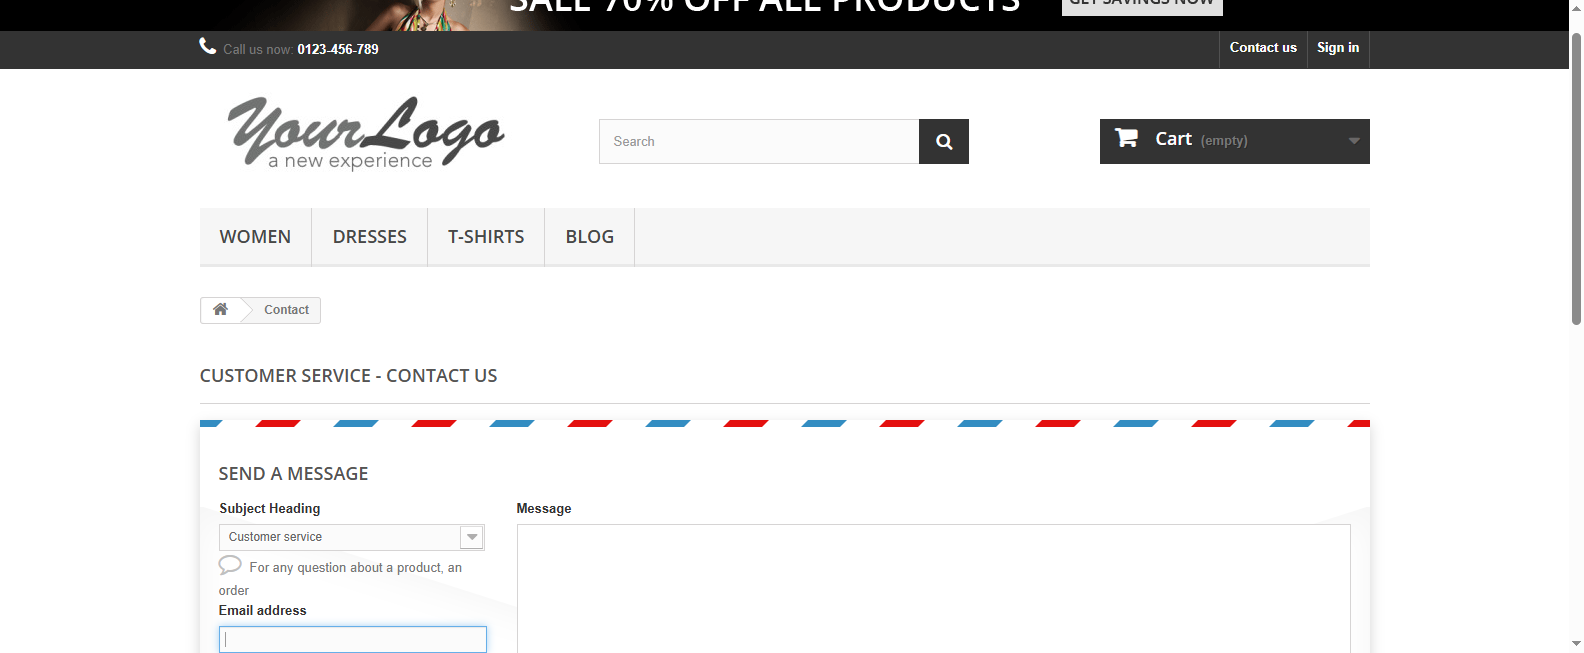 SALE 70% OFF ALL PRODUCTS
GET SAVINGS NOW
Call us now: 0123-456-789
Contact us
Sign in
YourLogo
a new experience
Search
Cart (empty)
WOMEN
DRESSES
T-SHIRTS
BLOG
Contact
CUSTOMER SERVICE - CONTACT US
SEND A MESSAGE
Subject Heading
Customer service
For any question about a product, an
order
Email address
Message